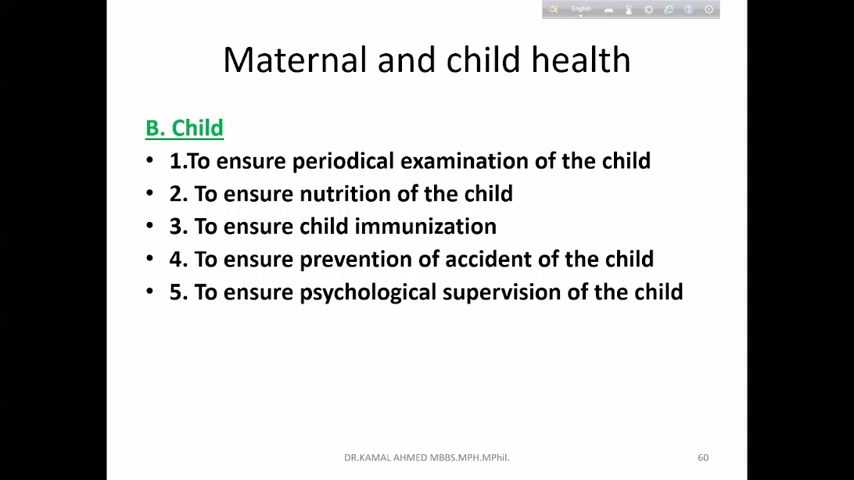 English
Maternal and child health
B. Child
• 1.To ensure periodical examination of the child
• 2. To ensure nutrition of the child
• 3. To ensure child immunization
• 4. To ensure prevention of accident of the child
• 5. To ensure psychological supervision of the child
DR.KAMAL AHMED MBBS.MPH.MPhil.
60